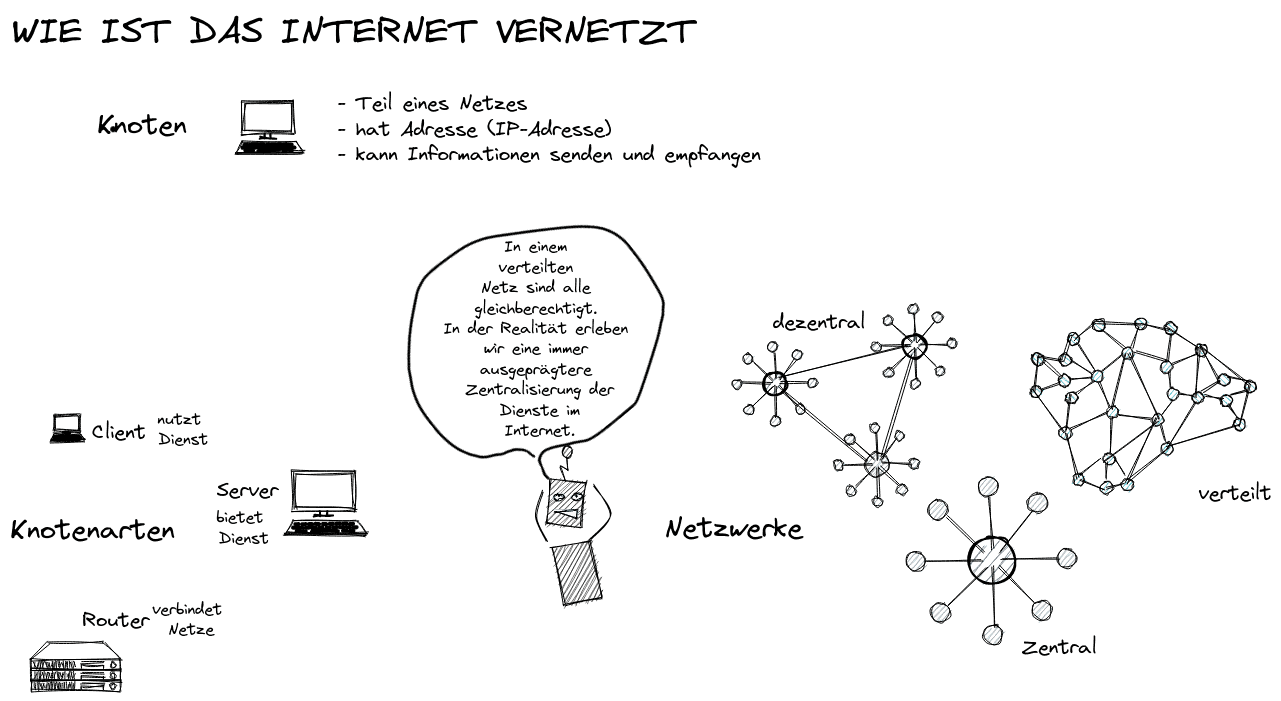 WIE IST DAS INTERNET VERNETZT
Knoten
- Teil eines Netzes
- hat Adresse (IP-Adresse)
- kann Informationen senden und empfangen
In einem
verteilten
Netz sind alle
gleichberechtigt.
In der Realität erleben
wir eine immer
ausgeprägtere
Zentralisierung der
Dienste im
Internet.
Knotenarten
Client
nutzt
Dienst
Server
bietet
Dienst
Router
verbindet
Netze
Netzwerke
dezentral
verteilt
Zentral